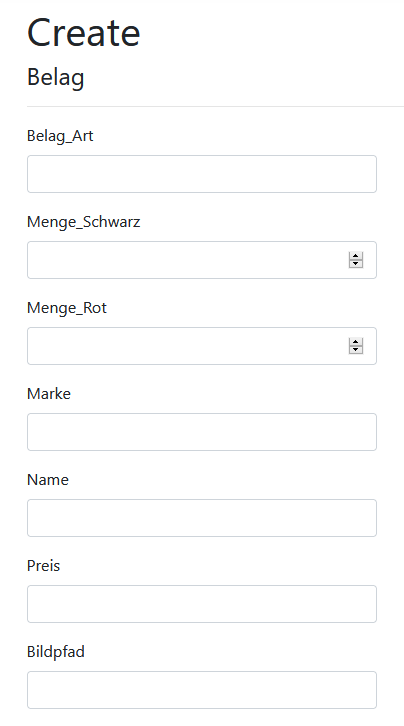 Create
Belag
Belag_Art
Menge_Schwarz
Menge_Rot
Marke
Name
Preis
Bildpfad